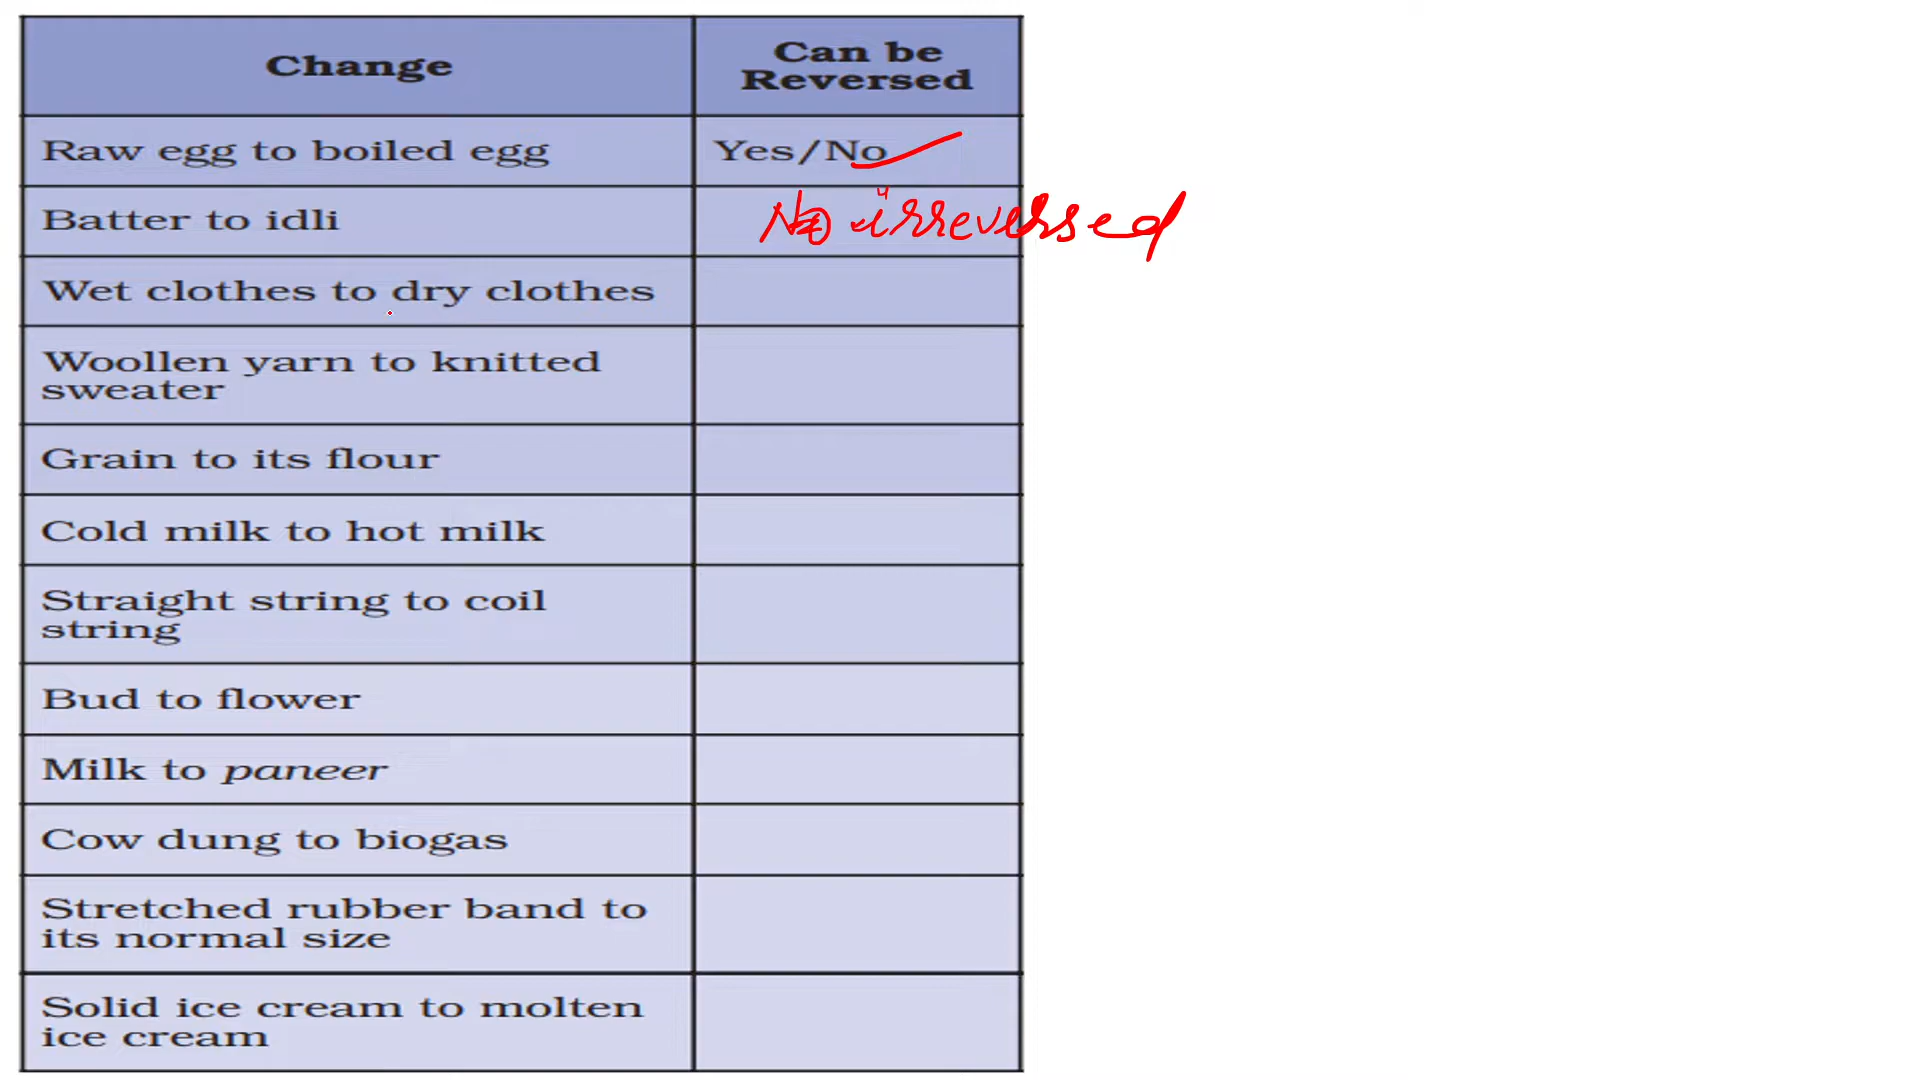 Change
Can be
Reversed
Raw egg to boiled egg
Yes/No
Batter to idli
No irreversed
Wet clothes to dry clothes
Woollen yarn to knitted
sweater
Grain to its flour
Cold milk to hot milk
Straight string to coil
string
Bud to flower
Milk to paneer
Cow dung to biogas
Stretched rubber band to
its normal size
Solid ice cream to molten
ice cream